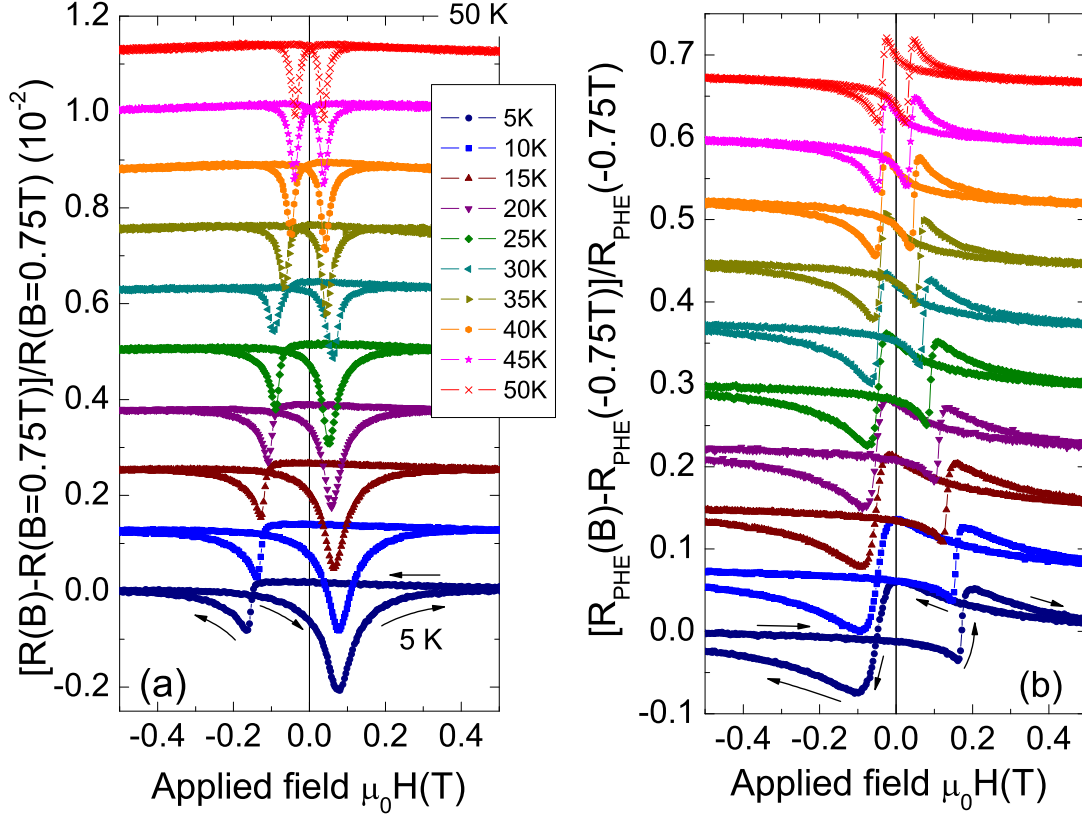 50 K
[R(B)-R(B=0.75T)]/R(B=0.75T) (10⁻²)
1.2
1.0
0.8
0.6
0.4
0.2
0.0
-0.2
5K
10K
15K
20K
25K
30K
35K
40K
45K
50K
5 K
(a)
-0.4 -0.2 0.0 0.2 0.4
Applied field μ₀H(T)
[R_PHE(B)-R_PHE(-0.75T)]/R_PHE(-0.75T)
0.7
0.6
0.5
0.4
0.3
0.2
0.1
0.0
-0.1
(b)
-0.4 -0.2 0.0 0.2 0.4
Applied field μ₀H(T)